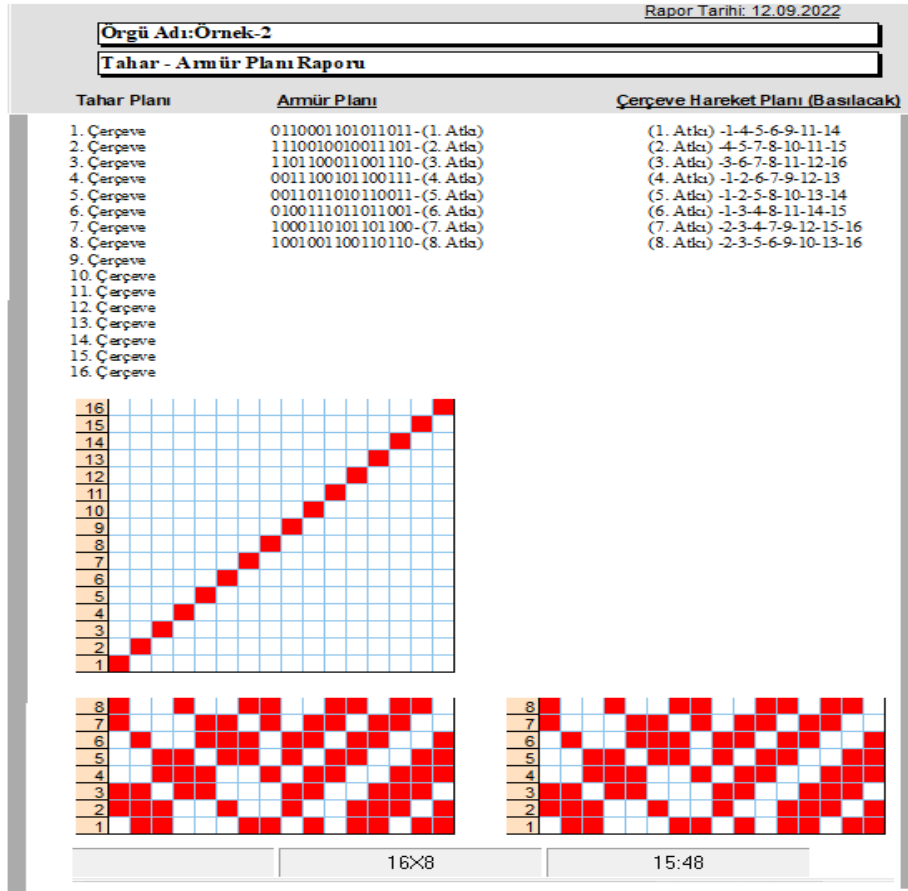 Rapor Tarihi: 12.09.2022
Örgü Adı:Örnek-2
Tahar - Armür Planı Raporu
Tahar Planı Armür Planı Çerçeve Hareket Planı (Basılacak)
1. Çerçeve 0110001101011011-(1. Atkı) (1. Atkı) -1-4-5-6-9-11-14
2. Çerçeve 1110010010011101-(2. Atkı) (2. Atkı) -4-5-7-8-10-11-15
3. Çerçeve 1101100011001110-(3. Atkı) (3. Atkı) -3-6-7-8-11-12-16
4. Çerçeve 0011100101100111-(4. Atkı) (4. Atkı) -1-2-6-7-9-12-13
5. Çerçeve 0011011010110011-(5. Atkı) (5. Atkı) -1-2-5-8-10-13-14
6. Çerçeve 0100111011011001-(6. Atkı) (6. Atkı) -1-3-4-8-11-14-15
7. Çerçeve 1000110101101100-(7. Atkı) (7. Atkı) -2-3-4-7-9-12-15-16
8. Çerçeve 1001001100110110-(8. Atkı) (8. Atkı) -2-3-5-6-9-10-13-16
9. Çerçeve
10. Çerçeve
11. Çerçeve
12. Çerçeve
13. Çerçeve
14. Çerçeve
15. Çerçeve
16. Çerçeve
16
15
14
13
12
11
10
9
8
7
6
5
4
3
2
1
8 8
7 7
6 6
5 5
4 4
3 3
2 2
1 1
16X8 15:48